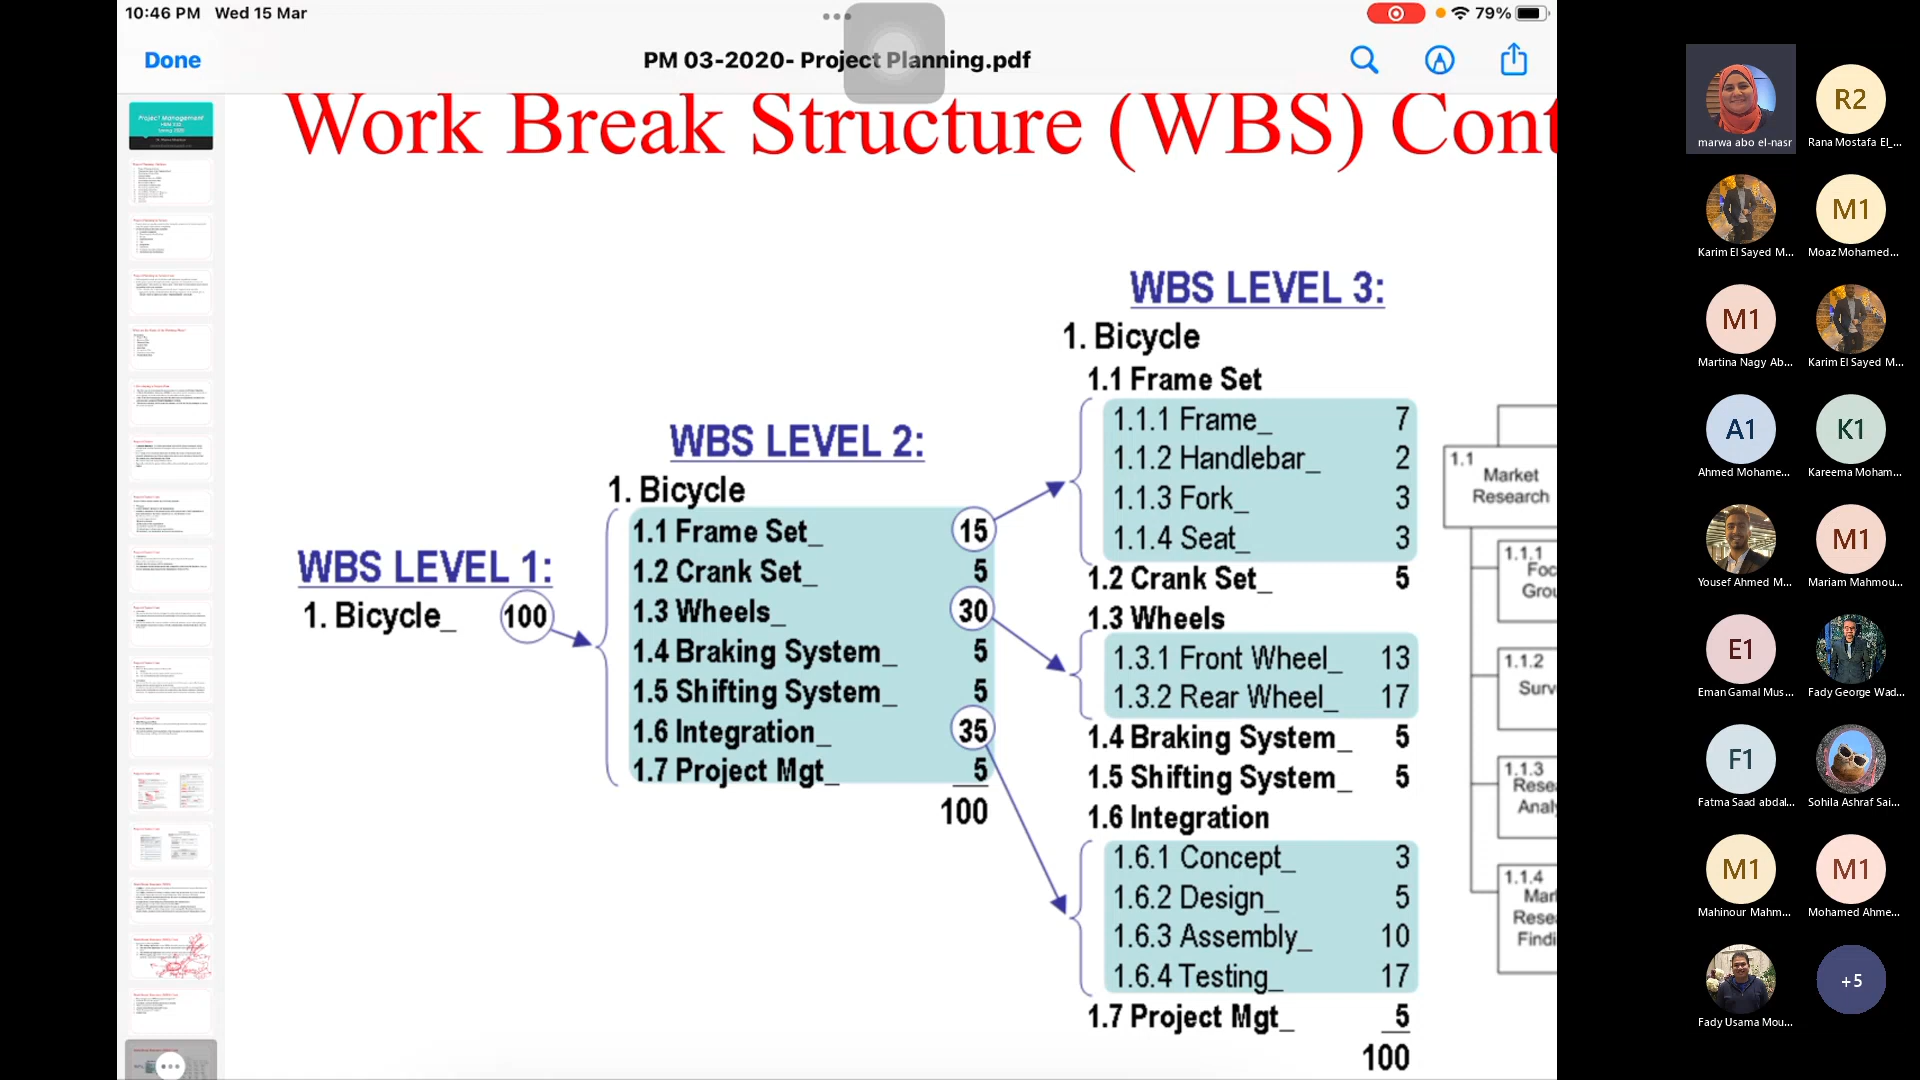 10:46 PM Wed 15 Mar
79%
Done
PM 03-2020- Project Planning.pdf
Work Break Structure (WBS) Cont
WBS LEVEL 1:
1. Bicycle_ 100
WBS LEVEL 2:
1. Bicycle
1.1 Frame Set_ 15
1.2 Crank Set_ 5
1.3 Wheels_ 30
1.4 Braking System_ 5
1.5 Shifting System_ 5
1.6 Integration_ 35
1.7 Project Mgt_ 5
100
WBS LEVEL 3:
1. Bicycle
1.1 Frame Set
1.1.1 Frame_ 7
1.1.2 Handlebar_ 2
1.1.3 Fork_ 3
1.1.4 Seat_ 3
1.2 Crank Set_ 5
1.3 Wheels
1.3.1 Front Wheel_ 13
1.3.2 Rear Wheel_ 17
1.4 Braking System_ 5
1.5 Shifting System_ 5
1.6 Integration
1.6.1 Concept_ 3
1.6.2 Design_ 5
1.6.3 Assembly_ 10
1.6.4 Testing_ 17
1.7 Project Mgt_ 5
100
1.1
Market
Research
1.1.1
Foc
Grou
1.1.2
Surv
1.1.3
Rese
Analy
1.1.4
Mar
Rese
Findi
marwa abo el-nasr
R2
Rana Mostafa El_...
Karim El Sayed M...
M1
Moaz Mohamed...
M1
Martina Nagy Ab...
Karim El Sayed M...
A1
Ahmed Mohame...
K1
Kareema Moham...
Yousef Ahmed M...
M1
Mariam Mahmou...
E1
Eman Gamal Mus...
Fady George Wad...
F1
Fatma Saad abdal...
Sohila Ashraf Sai...
M1
Mahinour Mahm...
M1
Mohamed Ahme...
Fady Usama Mou...
+5